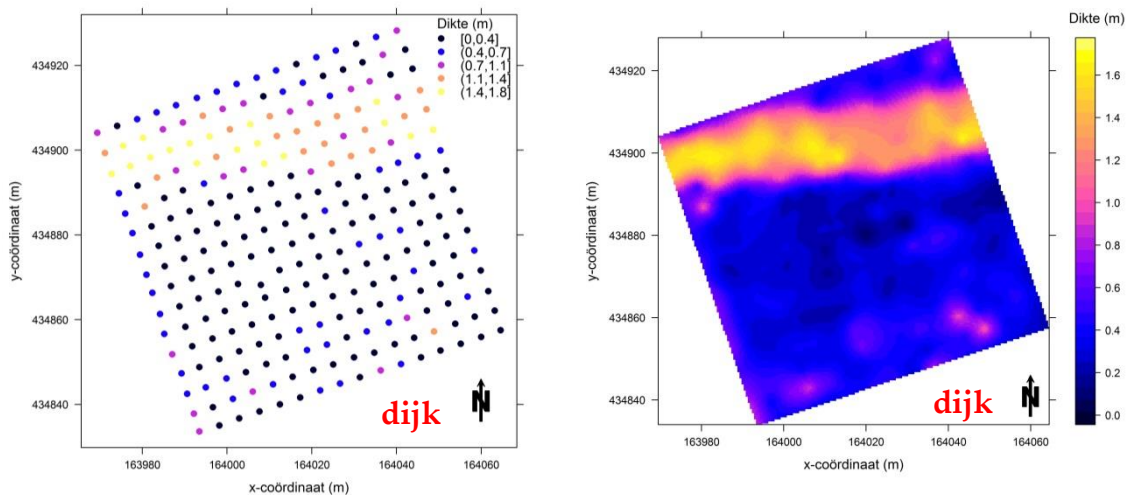 Dikte (m)
[0,0.4]
(0.4,0.7]
(0.7,1.1]
(1.1,1.4]
(1.4,1.8]
434920
434900
434880
434860
434840
y-coördinaat (m)
dijk
N
163980 164000 164020 164040 164060
x-coördinaat (m)
Dikte (m)
434920
434900
434880
434860
434840
y-coördinaat (m)
dijk
N
163980 164000 164020 164040 164060
x-coördinaat (m)
1.6
1.4
1.2
1.0
0.8
0.6
0.4
0.2
0.0